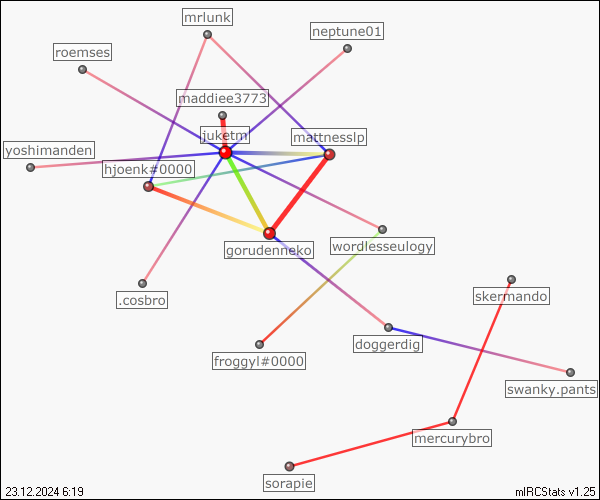 mrlunk
neptune01
roemses
maddiee3773
juketm
mattnesslp
yoshimanden
hjoenk#0000
gorudenneko
wordlesseulogy
.cosbro
skermando
doggerdig
froggyl#0000
swanky.pants
mercurybro
sorapie
23.12.2024 6:19
mIRCStats v1.25